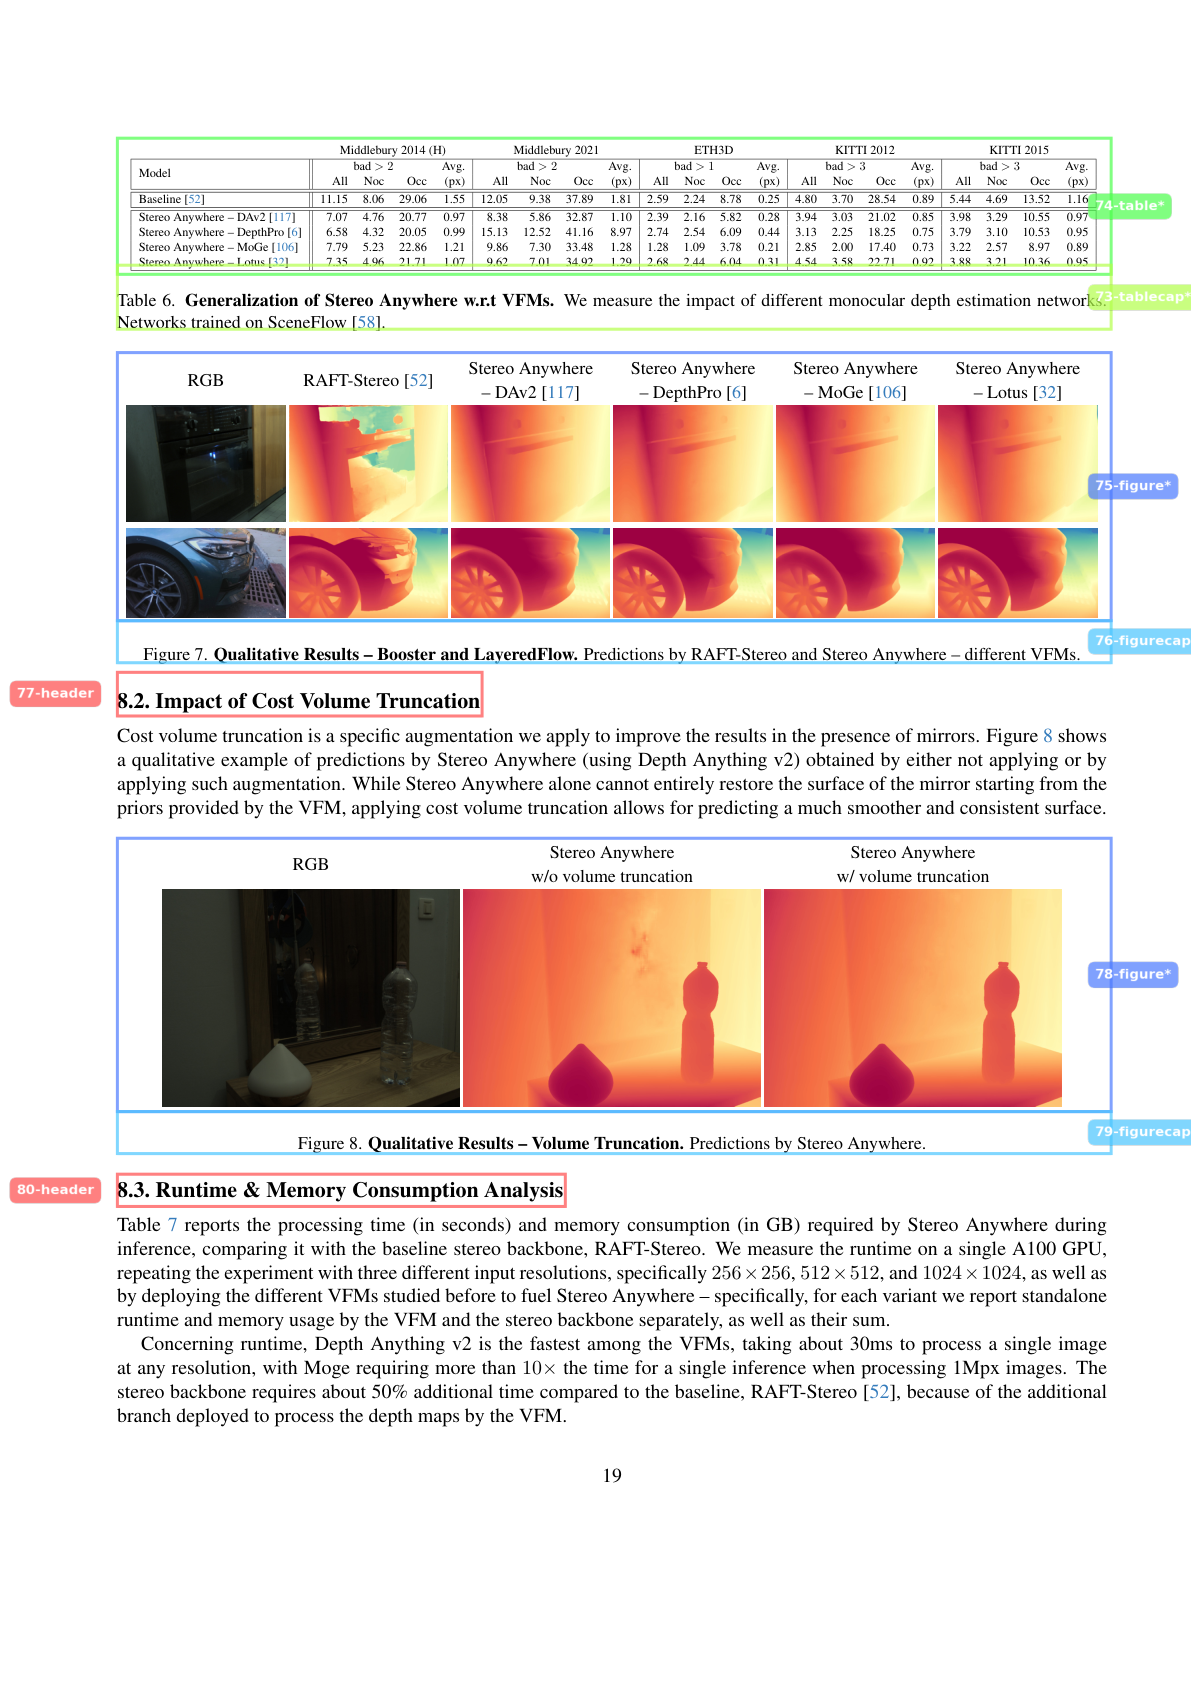 Middlebury 2014 (H) Middlebury 2021 ETH3D KITTI 2012 KITTI 2015
Model bad > 2 Avg. bad > 2 Avg. bad > 1 Avg. bad > 3 Avg. bad > 3 Avg.
All Noc Occ (px) All Noc Occ (px) All Noc Occ (px) All Noc Occ (px) All Noc Occ (px)
Baseline [52] 11.15 8.06 29.06 1.55 12.05 9.38 37.89 1.81 2.59 2.24 8.78 0.25 4.80 3.70 28.54 0.89 5.44 4.69 13.52 1.16
74-table*
Stereo Anywhere – DAv2 [117] 7.07 4.76 20.77 0.97 8.38 5.86 32.87 1.10 2.39 2.16 5.82 0.28 3.94 3.03 21.02 0.85 3.98 3.29 10.55 0.97
Stereo Anywhere – DepthPro [6] 6.58 4.32 20.05 0.99 15.13 12.52 41.16 8.97 2.74 2.54 6.09 0.44 3.13 2.25 18.25 0.75 3.79 3.10 10.53 0.95
Stereo Anywhere – MoGe [106] 7.79 5.23 22.86 1.21 9.86 7.30 33.48 1.28 1.28 1.09 3.78 0.21 2.85 2.00 17.40 0.73 3.22 2.57 8.97 0.89
Stereo Anywhere – Lotus [32] 7.35 4.96 21.71 1.07 9.62 7.01 34.92 1.29 2.68 2.44 6.04 0.31 4.54 3.58 22.71 0.92 3.88 3.21 10.36 0.95
Table 6. Generalization of Stereo Anywhere w.r.t VFMs. We measure the impact of different monocular depth estimation networks.
73-tablecap*
Networks trained on SceneFlow [58].
RGB RAFT-Stereo [52] Stereo Anywhere – DAv2 [117] Stereo Anywhere – DepthPro [6] Stereo Anywhere – MoGe [106] Stereo Anywhere – Lotus [32]
75-figure*
76-figurecap
Figure 7. Qualitative Results – Booster and LayeredFlow. Predictions by RAFT-Stereo and Stereo Anywhere – different VFMs.
77-header
8.2. Impact of Cost Volume Truncation
Cost volume truncation is a specific augmentation we apply to improve the results in the presence of mirrors. Figure 8 shows
a qualitative example of predictions by Stereo Anywhere (using Depth Anything v2) obtained by either not applying or by
applying such augmentation. While Stereo Anywhere alone cannot entirely restore the surface of the mirror starting from the
priors provided by the VFM, applying cost volume truncation allows for predicting a much smoother and consistent surface.
RGB Stereo Anywhere w/o volume truncation Stereo Anywhere w/ volume truncation
78-figure*
79-figurecap
Figure 8. Qualitative Results – Volume Truncation. Predictions by Stereo Anywhere.
80-header
8.3. Runtime & Memory Consumption Analysis
Table 7 reports the processing time (in seconds) and memory consumption (in GB) required by Stereo Anywhere during
inference, comparing it with the baseline stereo backbone, RAFT-Stereo. We measure the runtime on a single A100 GPU,
repeating the experiment with three different input resolutions, specifically 256 × 256, 512 × 512, and 1024 × 1024, as well as
by deploying the different VFMs studied before to fuel Stereo Anywhere – specifically, for each variant we report standalone
runtime and memory usage by the VFM and the stereo backbone separately, as well as their sum.
Concerning runtime, Depth Anything v2 is the fastest among the VFMs, taking about 30ms to process a single image
at any resolution, with Moge requiring more than 10× the time for a single inference when processing 1Mpx images. The
stereo backbone requires about 50% additional time compared to the baseline, RAFT-Stereo [52], because of the additional
branch deployed to process the depth maps by the VFM.
19